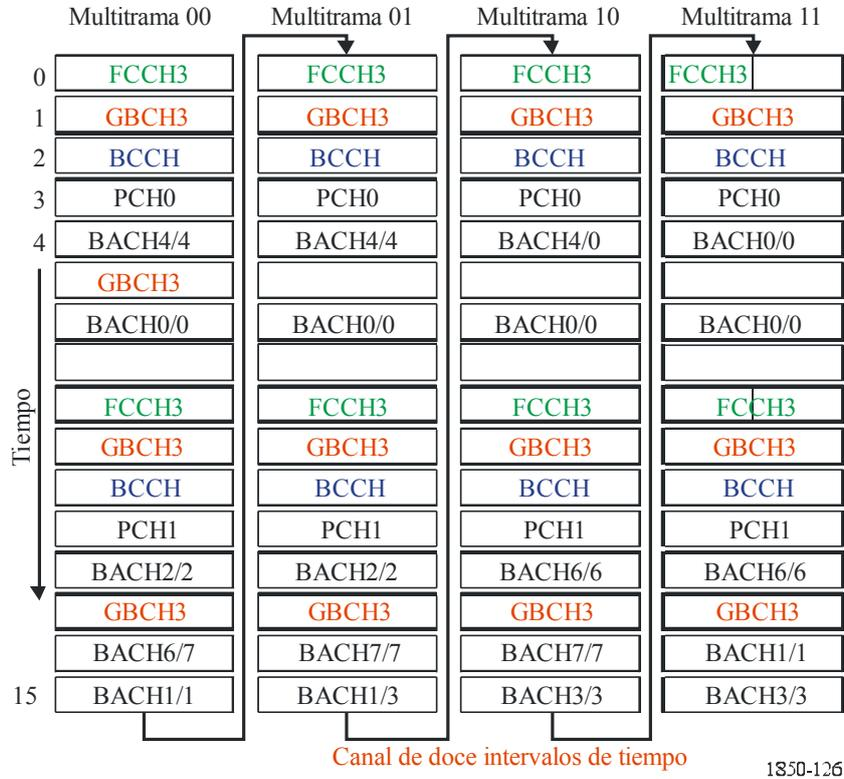 Multitrama 00 Multitrama 01 Multitrama 10 Multitrama 11
0 FCCH3 FCCH3 FCCH3 FCCH3
1 GBCH3 GBCH3 GBCH3 GBCH3
2 BCCH BCCH BCCH BCCH
3 PCH0 PCH0 PCH0 PCH0
4 BACH4/4 BACH4/4 BACH4/0 BACH0/0
GBCH3
BACH0/0 BACH0/0 BACH0/0 BACH0/0
FCCH3 FCCH3 FCCH3 FCCH3
GBCH3 GBCH3 GBCH3 GBCH3
BCCH BCCH BCCH BCCH
PCH1 PCH1 PCH1 PCH1
BACH2/2 BACH2/2 BACH6/6 BACH6/6
GBCH3 GBCH3 GBCH3 GBCH3
BACH6/7 BACH7/7 BACH7/7 BACH1/1
15 BACH1/1 BACH1/3 BACH3/3 BACH3/3
Tiempo
Canal de doce intervalos de tiempo
1850-126